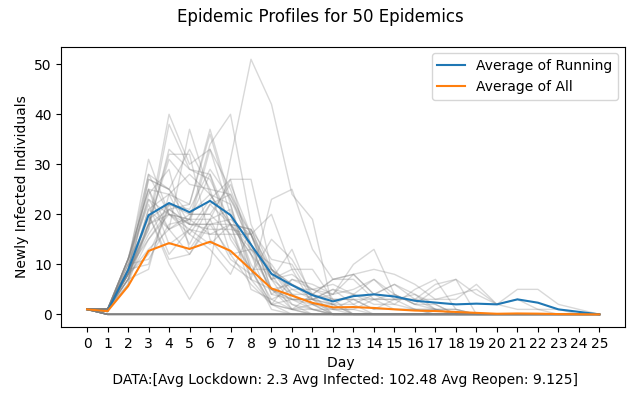 Epidemic Profiles for 50 Epidemics
Newly Infected Individuals
50
40
30
20
10
0
Average of Running
Average of All
0 1 2 3 4 5 6 7 8 9 10 11 12 13 14 15 16 17 18 19 20 21 22 23 24 25
Day
DATA:[Avg Lockdown: 2.3 Avg Infected: 102.48 Avg Reopen: 9.125]